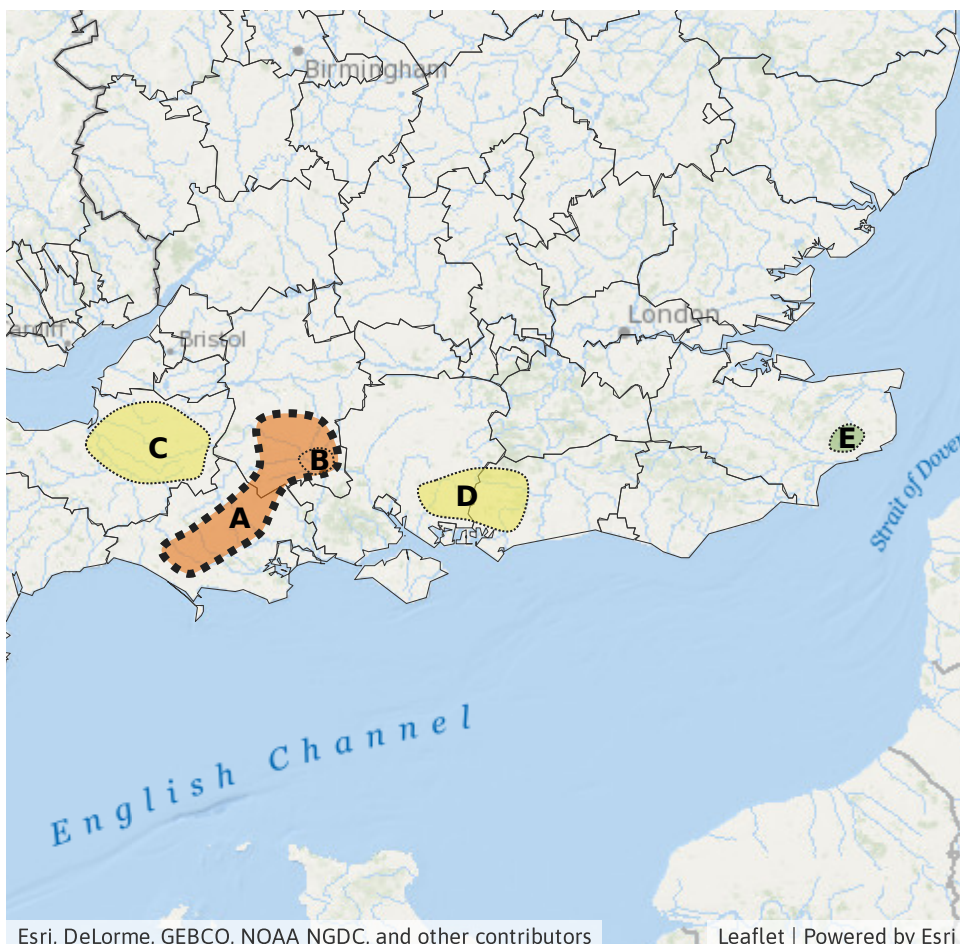 Birmingham
London
Bristol
ardiff
C
B
E
D
A
Strait of Dover
English Channel
Esri, DeLorme, GEBCO, NOAA NGDC, and other contributors
Leaflet | Powered by Esri